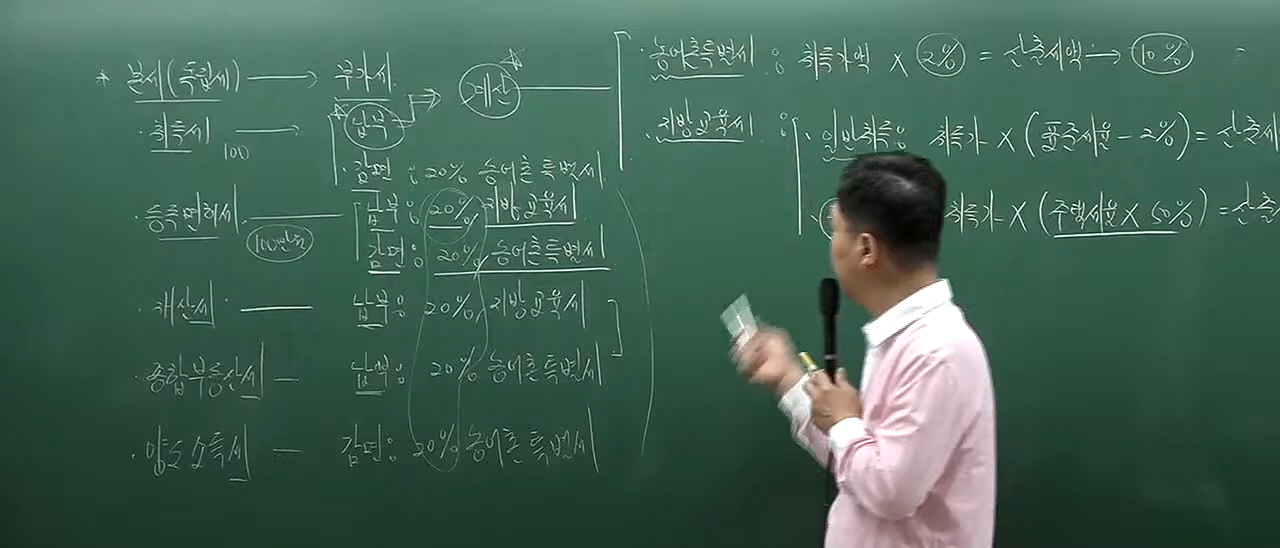 * 본세(독립세) → 부가세
· 취득세 100 → 납부 → 계산
· 감면 : 20% 농어촌특별세
· 등록면허세 100만원 — 납부 : 20% 지방교육세
감면 : 20% 농어촌특별세
· 재산세 — 납부 : 20% 지방교육세
· 종합부동산세 — 납부 : 20% 농어촌특별세
· 양도소득세 — 감면 : 20% 농어촌특별세
· 농어촌특별세 : 취득가액 × 2% = 산출세액 → 10% =
· 지방교육세 : · 일반취득 : 취득가 × (표준세율 - 2%) = 산출세
취득가 × (주택세율 × 50%) = 산출